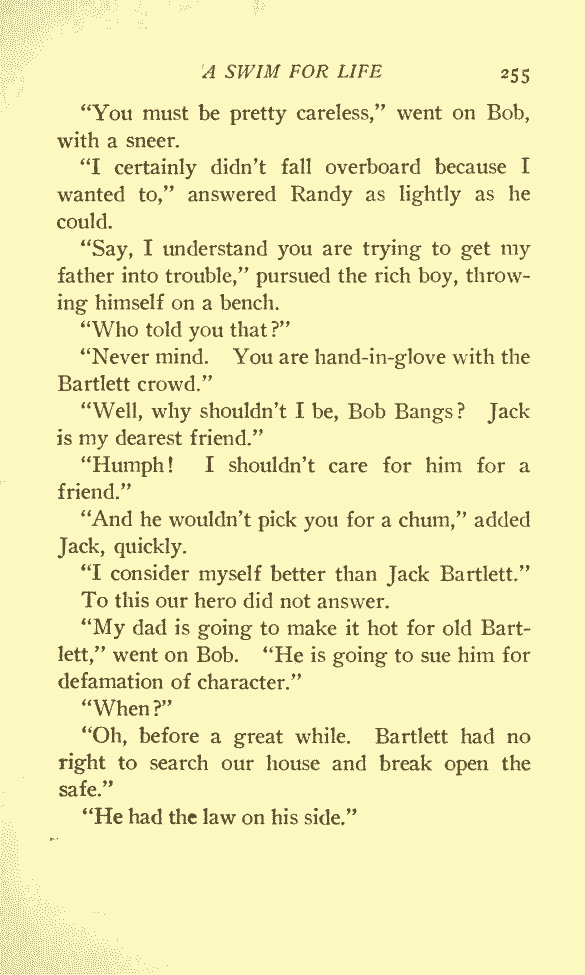 A SWIM FOR LIFE 255
“You must be pretty careless,” went on Bob,
with a sneer.
“I certainly didn’t fall overboard because I
wanted to,” answered Randy as lightly as he
could.
“Say, I understand you are trying to get my
father into trouble,” pursued the rich boy, throw-
ing himself on a bench.
“Who told you that?”
“Never mind. You are hand-in-glove with the
Bartlett crowd.”
“Well, why shouldn’t I be, Bob Bangs? Jack
is my dearest friend.”
“Humph! I shouldn’t care for him for a
friend.”
“And he wouldn’t pick you for a chum,” added
Jack, quickly.
“I consider myself better than Jack Bartlett.”
To this our hero did not answer.
“My dad is going to make it hot for old Bart-
lett,” went on Bob. “He is going to sue him for
defamation of character.”
“When?”
“Oh, before a great while. Bartlett had no
right to search our house and break open the
safe.”
“He had the law on his side.”